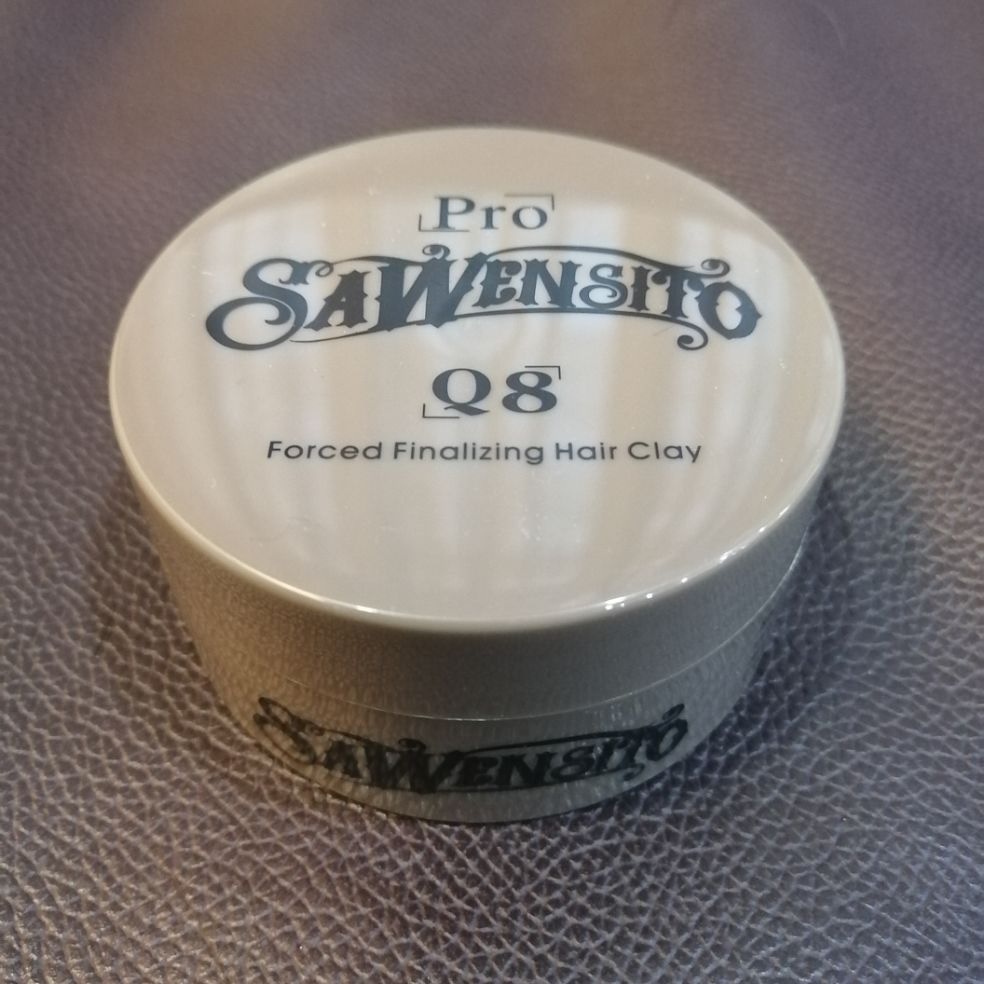 Pro
SAWENSITO
Q8
Forced Finalizing Hair Clay
SAWENSITO